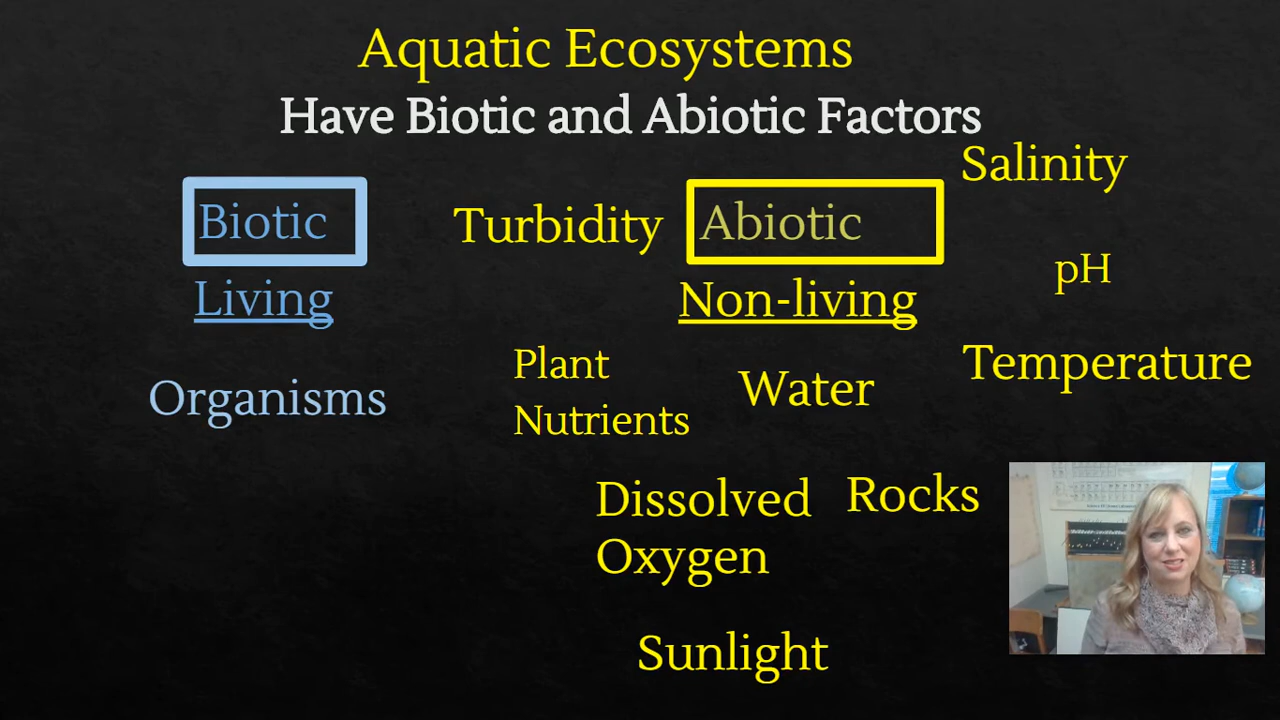 Aquatic Ecosystems
Have Biotic and Abiotic Factors
Salinity
Biotic
Turbidity
Abiotic
pH
Living
Non-living
Plant
Nutrients
Water
Temperature
Organisms
Dissolved
Oxygen
Rocks
Sunlight